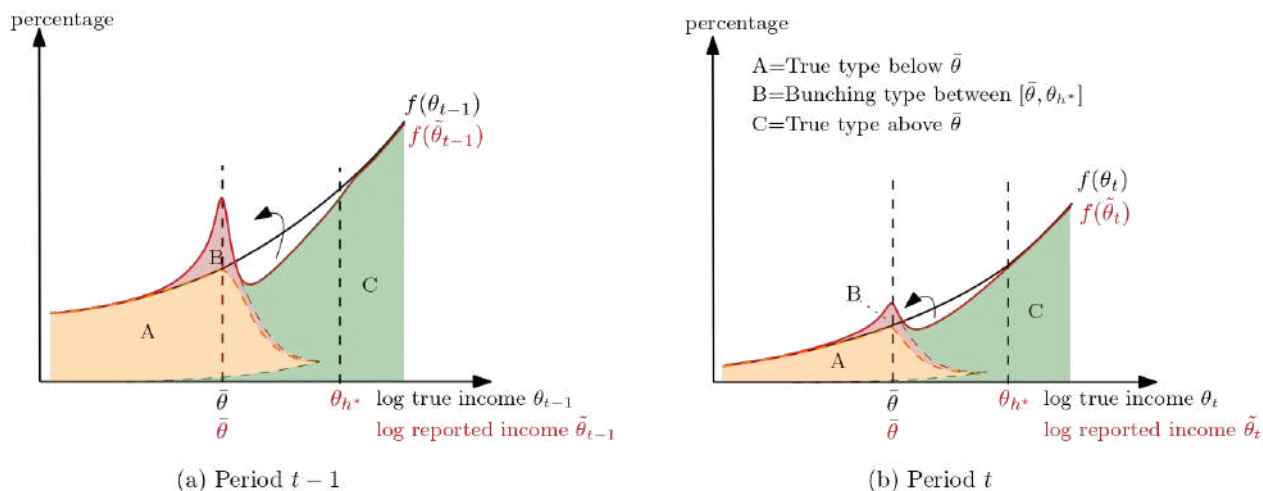 percentage
f(θ_{t−1})
f(θ̃_{t−1})
B
C
A
θ̄
θ_{h*}
log true income θ_{t−1}
θ̄
log reported income θ̃_{t−1}
(a) Period t − 1
percentage
A=True type below θ̄
B=Bunching type between [θ̄, θ_{h*}]
C=True type above θ̄
f(θ_t)
f(θ̃_t)
B
C
A
θ̄
θ_{h*}
log true income θ_t
θ̄
log reported income θ̃_t
(b) Period t